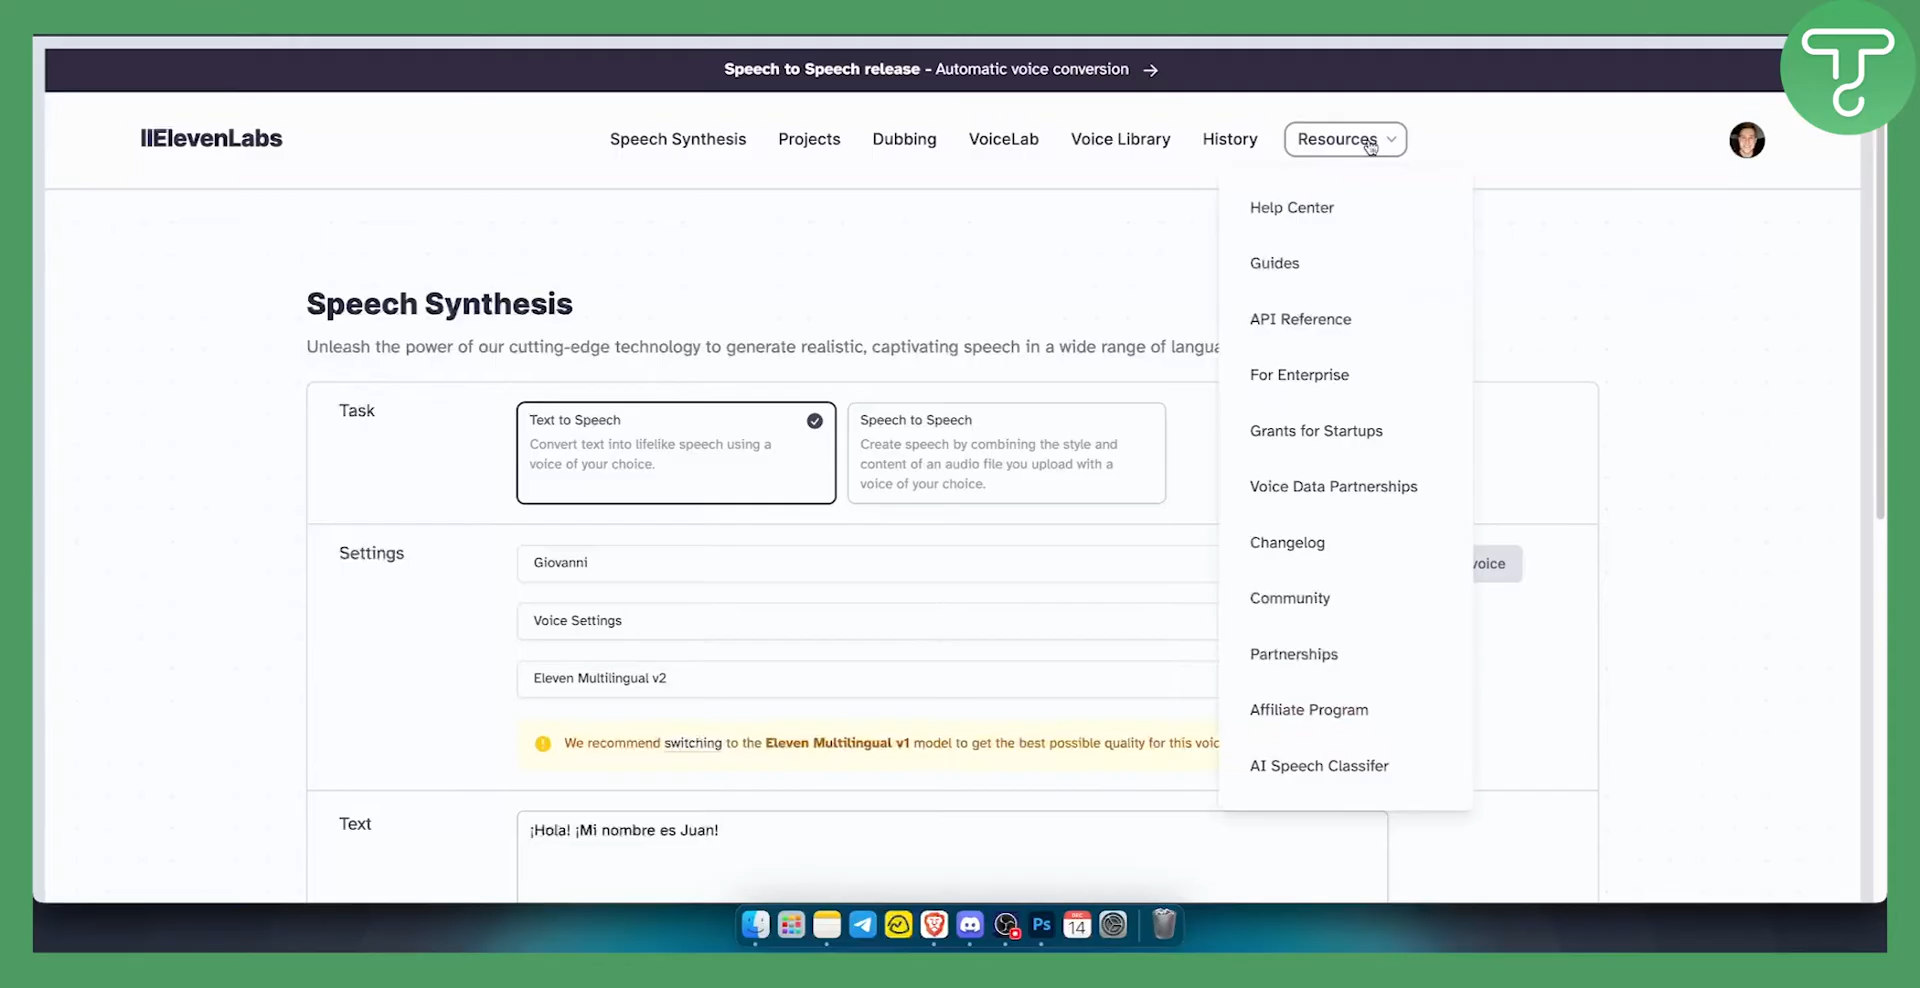 Speech to Speech release - Automatic voice conversion →
IIElevenLabs
Speech Synthesis
Projects
Dubbing
VoiceLab
Voice Library
History
Resources
Help Center
Guides
API Reference
For Enterprise
Grants for Startups
Voice Data Partnerships
Changelog
Community
Partnerships
Affiliate Program
AI Speech Classifer
Speech Synthesis
Unleash the power of our cutting-edge technology to generate realistic, captivating speech in a wide range of
Task
Text to Speech
Convert text into lifelike speech using a
voice of your choice.
Speech to Speech
Create speech by combining the style and
content of an audio file you upload with a
voice of your choice.
Settings
Giovanni
voice
Voice Settings
Eleven Multilingual v2
We recommend switching to the Eleven Multilingual v1 model to get the best possible quality for this
Text
¡Hola! ¡Mi nombre es Juan!
Ps
DEC
14